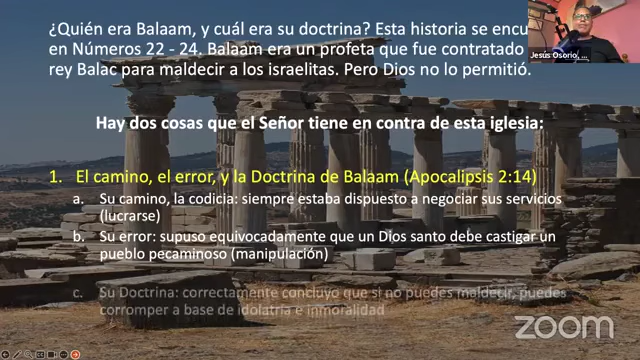 ¿Quién era Balaam, y cuál era su doctrina? Esta historia se encu
en Números 22 - 24. Balaam era un profeta que fue contratado
rey Balac para maldecir a los israelitas. Pero Dios no lo permitió.
Jesús Osorio, ...
Hay dos cosas que el Señor tiene en contra de esta iglesia:
1. El camino, el error, y la Doctrina de Balaam (Apocalipsis 2:14)
a. Su camino, la codicia: siempre estaba dispuesto a negociar sus servicios
(lucrarse)
b. Su error: supuso equivocadamente que un Dios santo debe castigar un
pueblo pecaminoso (manipulación)
c. Su Doctrina: correctamente concluyo que si no puedes maldecir, puedes
corromper a base de idolatria e inmoralidad
zoom